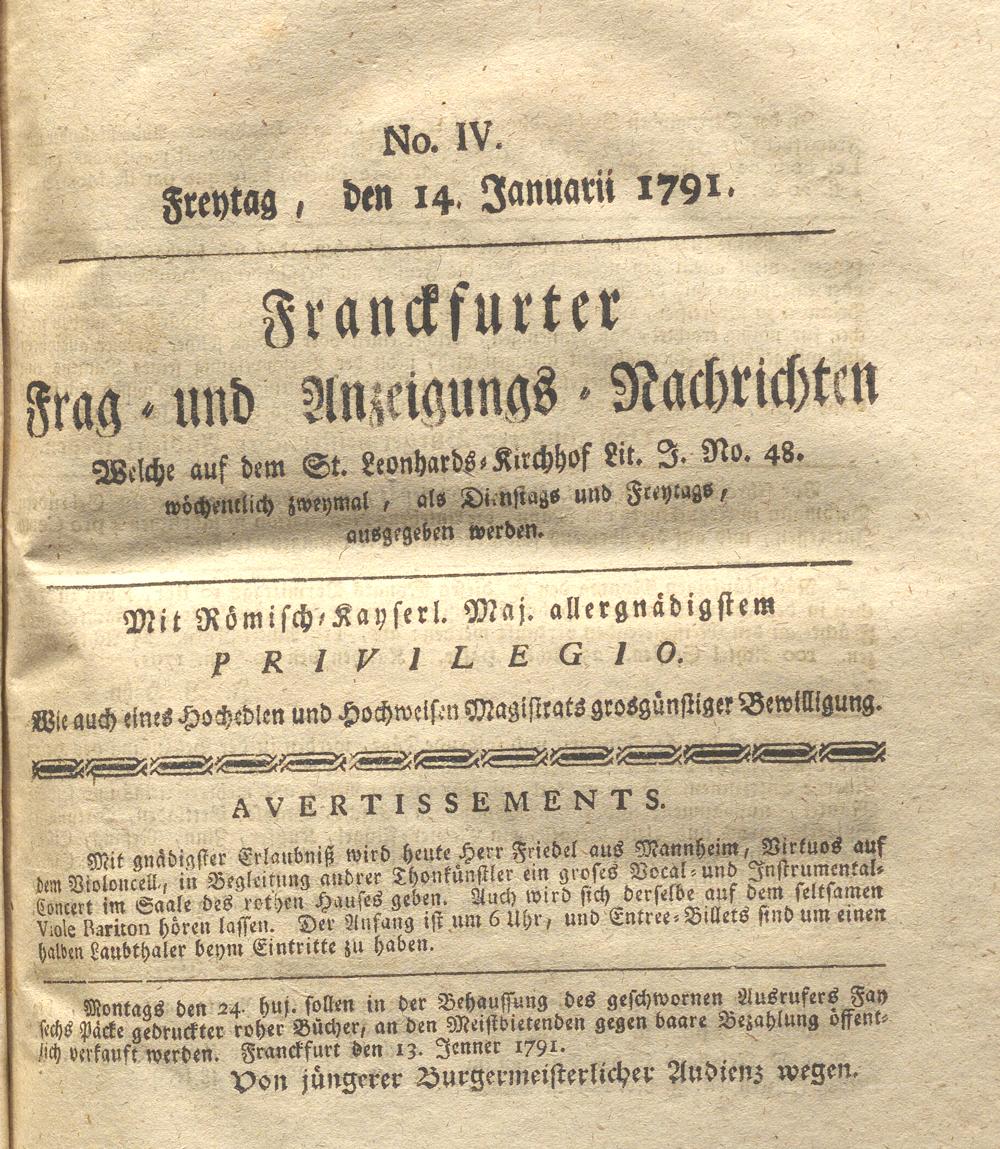 No. IV.
Freytag, den 14. Januarii 1791.
Franckfurter
Frag- und Anzeigungs-Nachrichten
Welche auf dem St. Leonhards-Kirchhof Lit. J. No. 48.
wöchentlich zweymal, als Dienstags und Freytags,
ausgegeben werden.
Mit Römisch-Kayserl. Maj. allergnädigstem
PRIVILEGIO.
Wie auch eines Hochedlen und Hochweisen Magistrats grosgünstiger Bewilligung.
AVERTISSEMENTS.
Mit gnädigster Erlaubniß wird heute Herr Friedel aus Mannheim, Virtuos auf
dem Violoncell, in Begleitung andrer Thonkünstler ein groses Vocal- und Instrumental-
Concert im Saale des rothen Hauses geben. Auch wird sich derselbe auf dem seltsamen
Viole Bariton hören lassen. Der Anfang ist um 6 Uhr, und Entree-Billets sind um einen
halben Laubthaler beym Eintritte zu haben.
Montags den 24. huj. sollen in der Behaussung des geschwornen Ausrufers Fay
sechs Päcke gedruckter roher Bücher, an den Meistbietenden gegen baare Bezahlung öffent-
lich verkauft werden. Franckfurt den 13. Jenner 1791.
Von jüngerer Burgermeisterlicher Audienz wegen.